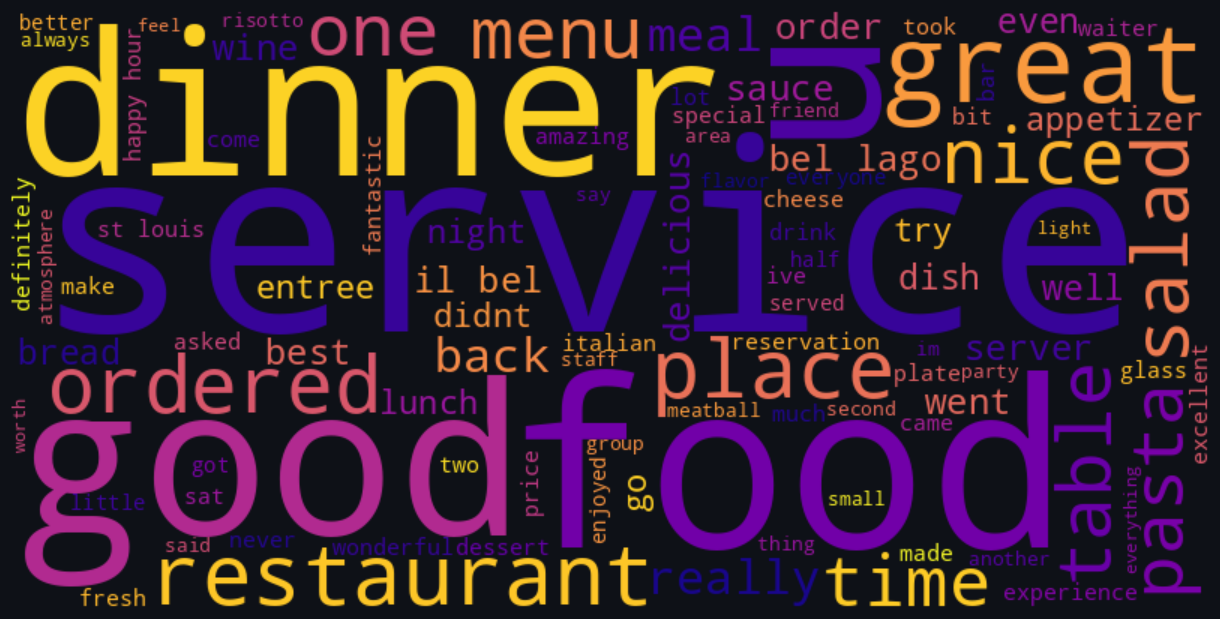 better
always
feel
risotto
wine
one
menu
meal
order
took
even
waiter
dinner
happy hour
come
amazing
lot
sauce
special
friend
area
u
great
bar
bit
appetizer
bel lago
nice
definitely
atmosphere
service
st louis
make
entree
fantastic
night
say
il bel
didnt
delicious
flavor
everyone
cheese
drink
half
ive
served
try
light
dish
well
salad
bread
asked
best
back
italian
staff
reservation
place
im
server
plate
party
glass
excellent
ordered
lunch
meatball
much
second
went
came
worth
good
food
got
sat
little
two
price
group
enjoyed
go
small
table
pasta
everything
said
never
wonderful
dessert
thing
made
another
fresh
restaurant
really
time
experience